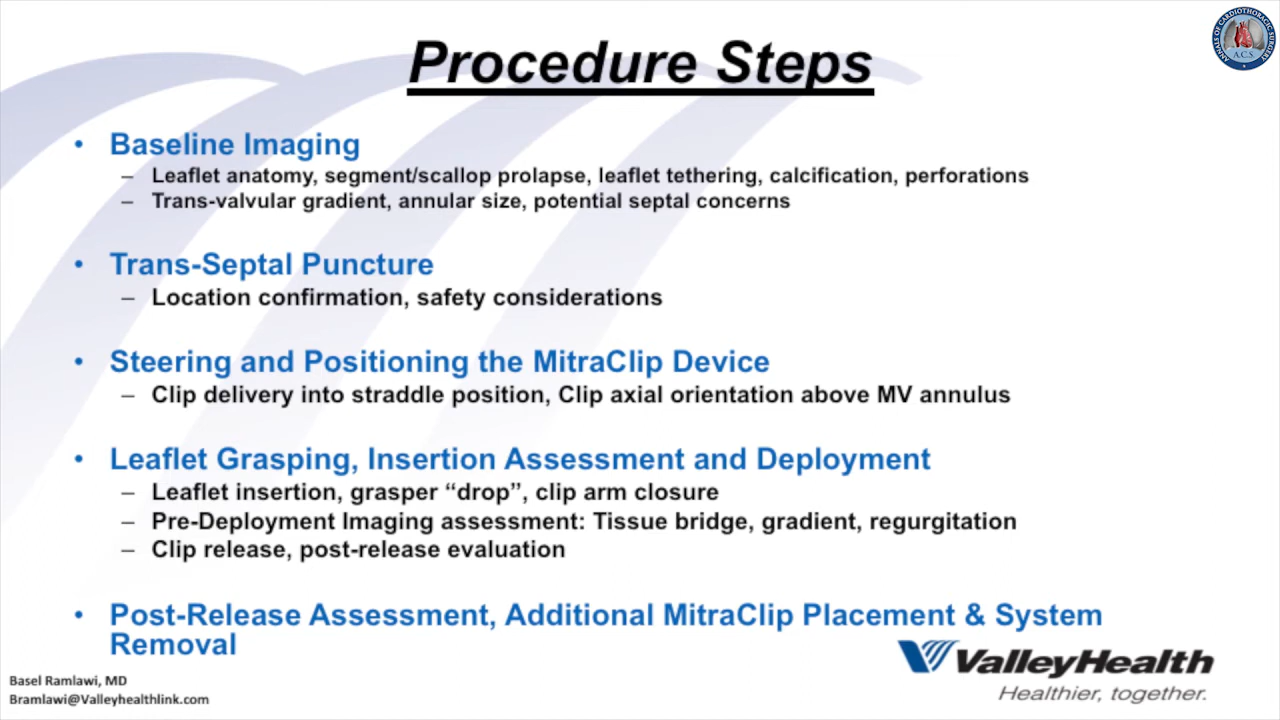 Procedure Steps
ANNALS OF CARDIOTHORACIC SURGERY
A C S
• Baseline Imaging
– Leaflet anatomy, segment/scallop prolapse, leaflet tethering, calcification, perforations
– Trans-valvular gradient, annular size, potential septal concerns
• Trans-Septal Puncture
– Location confirmation, safety considerations
• Steering and Positioning the MitraClip Device
– Clip delivery into straddle position, Clip axial orientation above MV annulus
• Leaflet Grasping, Insertion Assessment and Deployment
– Leaflet insertion, grasper “drop”, clip arm closure
– Pre-Deployment Imaging assessment: Tissue bridge, gradient, regurgitation
– Clip release, post-release evaluation
• Post-Release Assessment, Additional MitraClip Placement & System
Removal
ValleyHealth
Healthier, together.
Basel Ramlawi, MD
Bramlawi@Valleyhealthlink.com